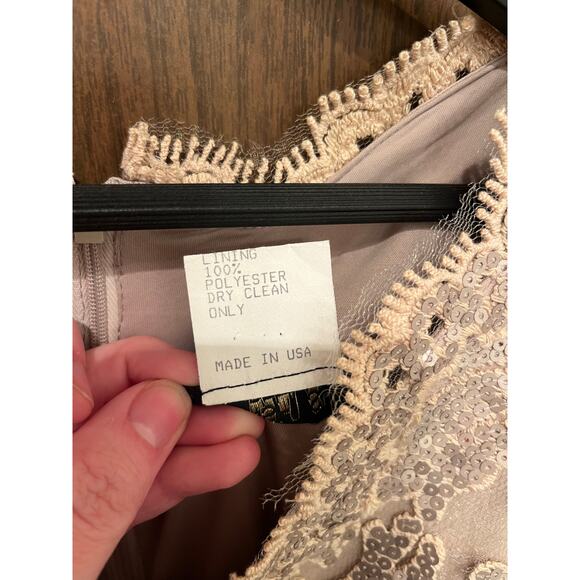 LINING
100%
POLYESTER
DRY CLEAN
ONLY
MADE IN USA